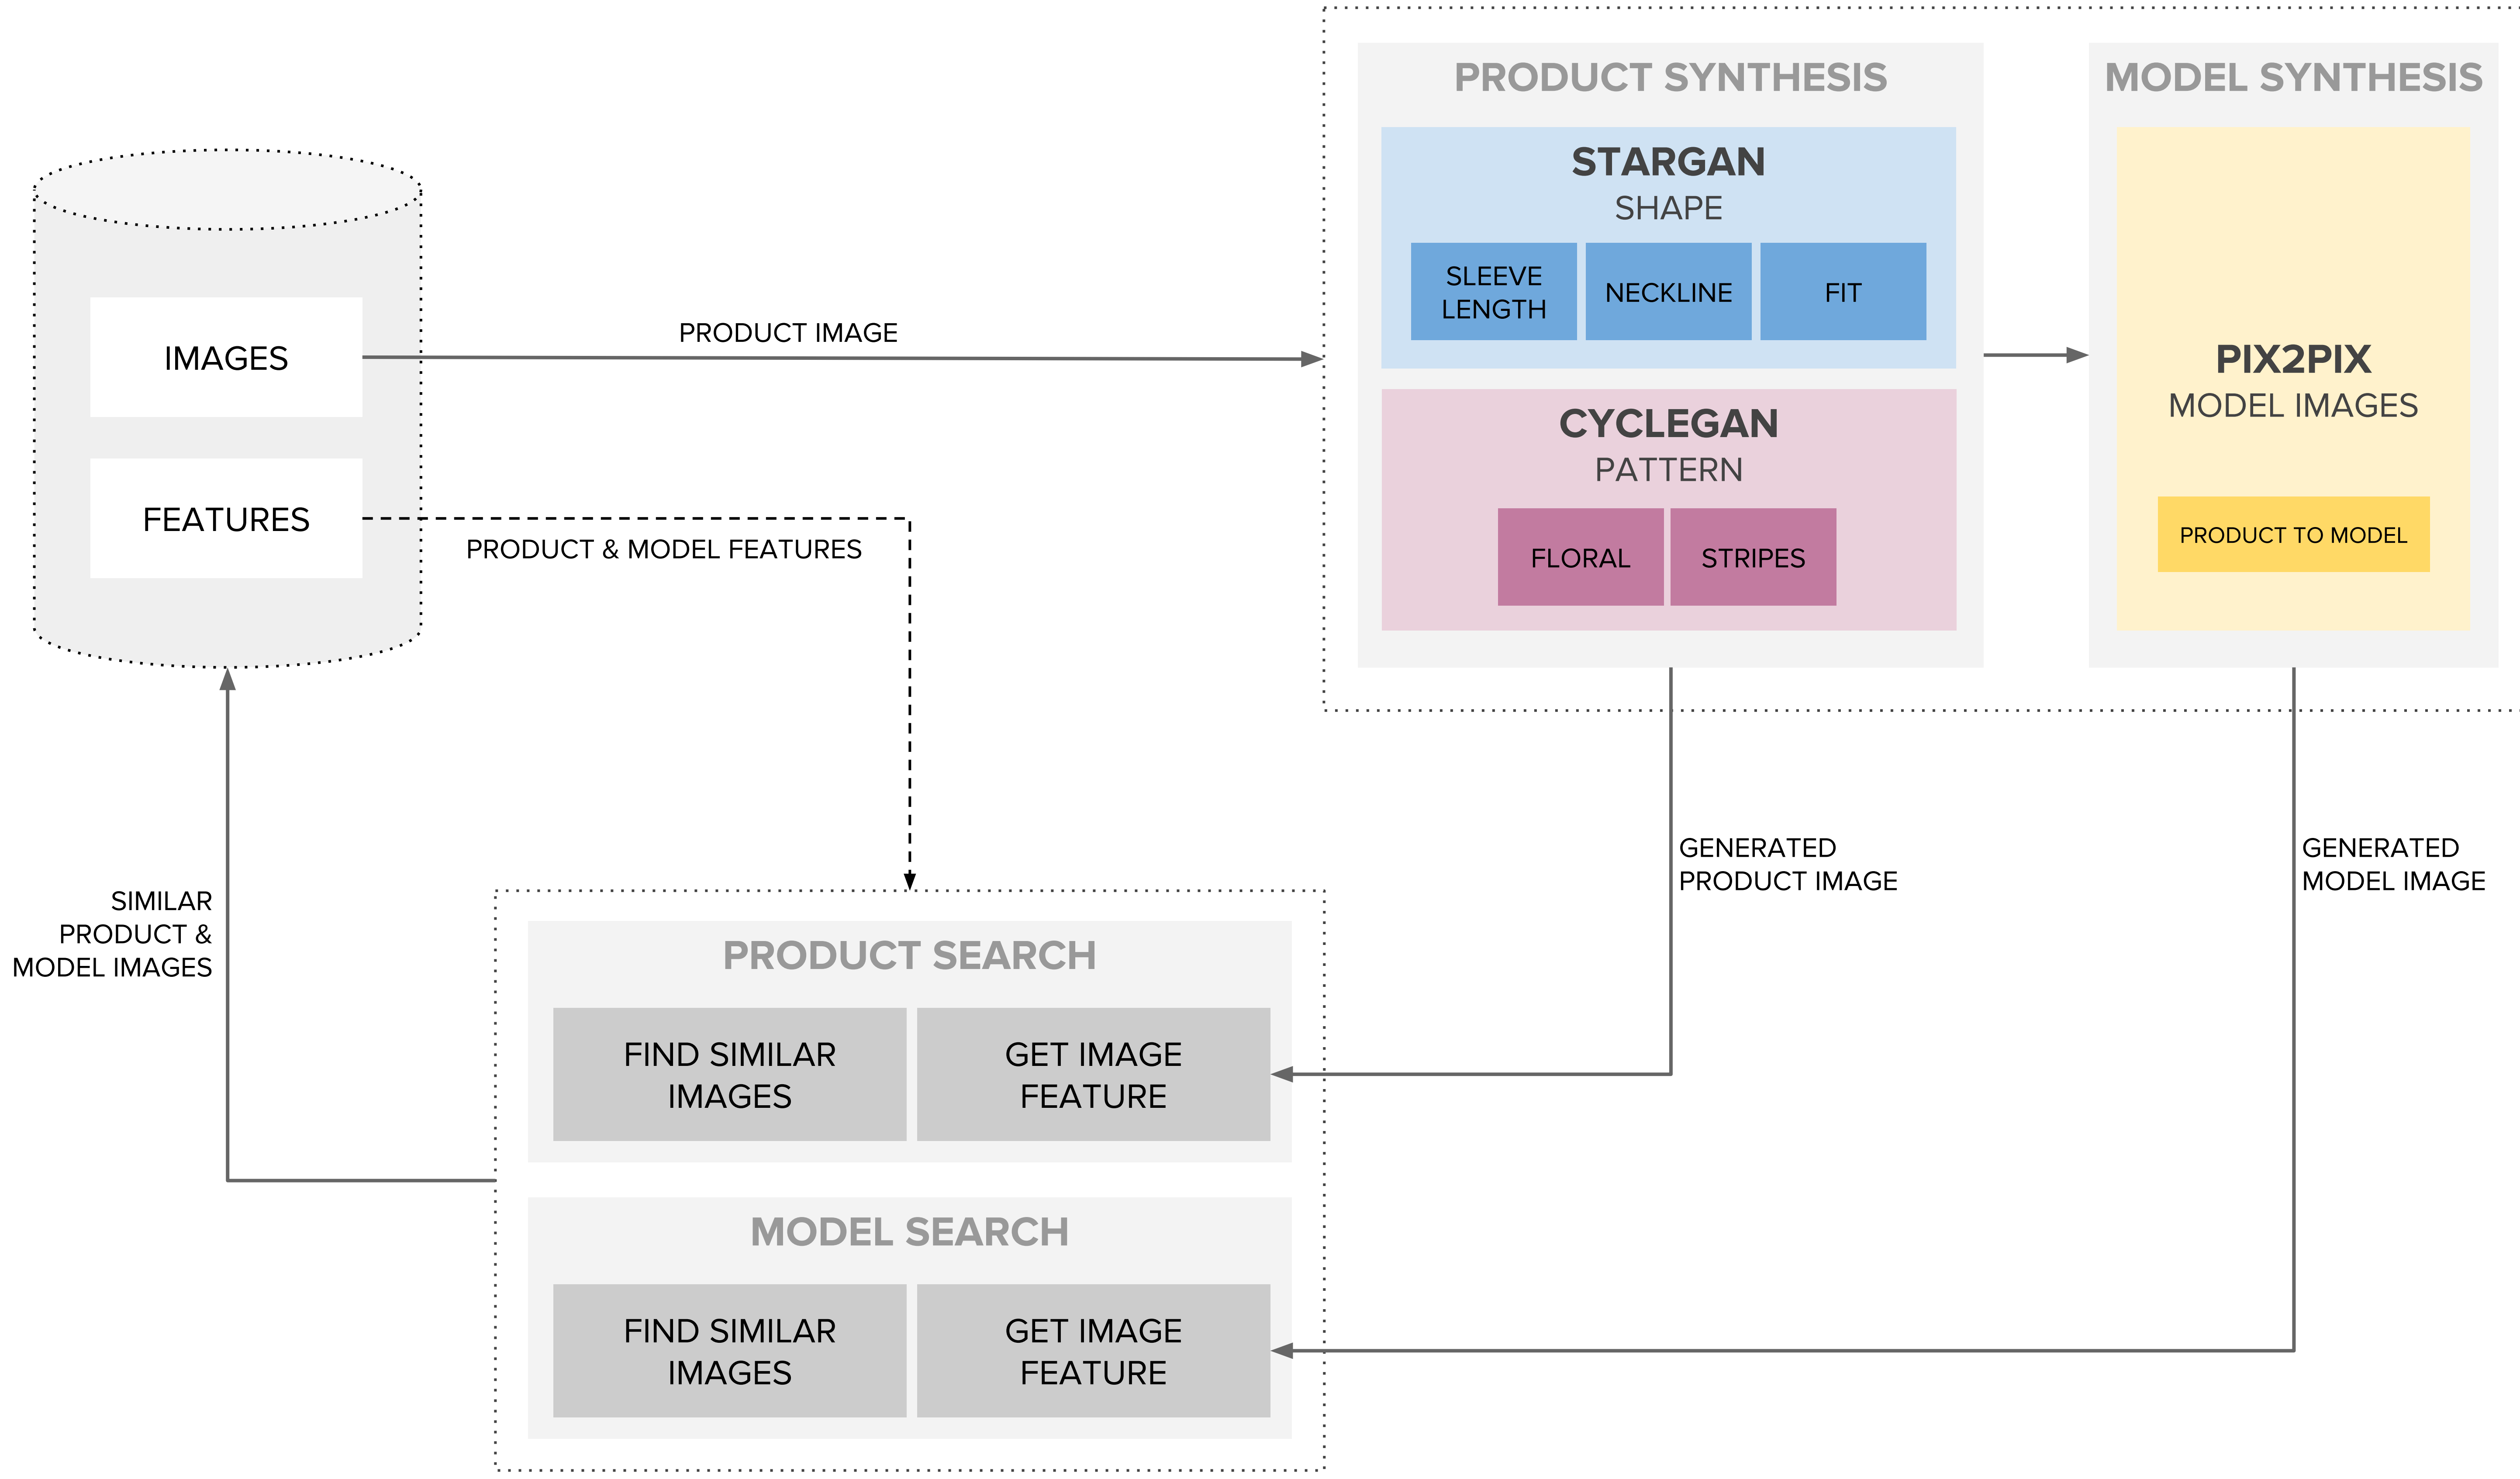 PRODUCT SYNTHESIS
MODEL SYNTHESIS
STARGAN
SHAPE
SLEEVE
LENGTH
NECKLINE
FIT
CYCLEGAN
PATTERN
FLORAL
STRIPES
PIX2PIX
MODEL IMAGES
PRODUCT TO MODEL
IMAGES
PRODUCT IMAGE
FEATURES
PRODUCT & MODEL FEATURES
GENERATED
PRODUCT IMAGE
GENERATED
MODEL IMAGE
SIMILAR
PRODUCT &
MODEL IMAGES
PRODUCT SEARCH
FIND SIMILAR
IMAGES
GET IMAGE
FEATURE
MODEL SEARCH
FIND SIMILAR
IMAGES
GET IMAGE
FEATURE